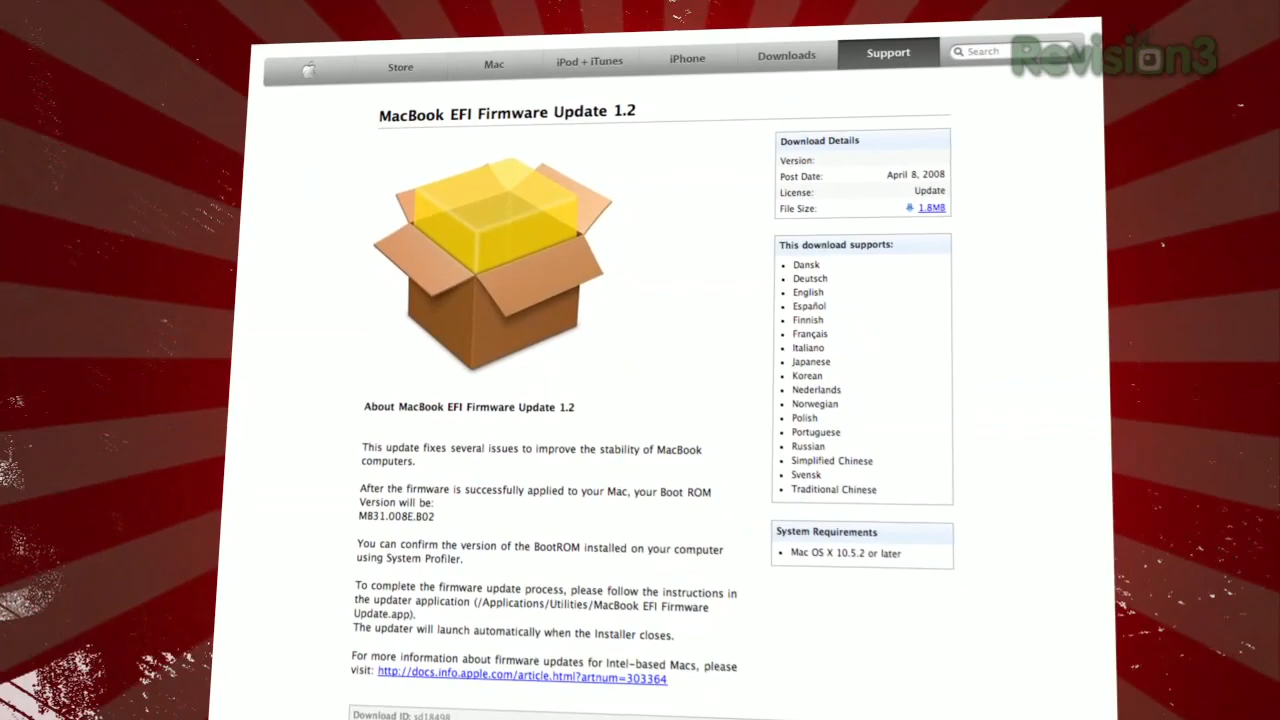 Store
Mac
iPod + iTunes
iPhone
Downloads
Support
Search
Revision3
MacBook EFI Firmware Update 1.2
Download Details
Version:
Post Date: April 8, 2008
License: Update
File Size: 1.8MB
This download supports:
Dansk
Deutsch
English
Español
Finnish
Français
Italiano
Japanese
Korean
Nederlands
Norwegian
Polish
Portuguese
Russian
Simplified Chinese
Svensk
Traditional Chinese
System Requirements
Mac OS X 10.5.2 or later
About MacBook EFI Firmware Update 1.2
This update fixes several issues to improve the stability of MacBook
computers.
After the firmware is successfully applied to your Mac, your Boot ROM
Version will be:
MB31.008E.B02
You can confirm the version of the BootROM installed on your computer
using System Profiler.
To complete the firmware update process, please follow the instructions in
the updater application (/Applications/Utilities/MacBook EFI Firmware
Update.app).
The updater will launch automatically when the Installer closes.
For more information about firmware updates for Intel-based Macs, please
visit: http://docs.info.apple.com/article.html?artnum=303364
Download ID: sd18498